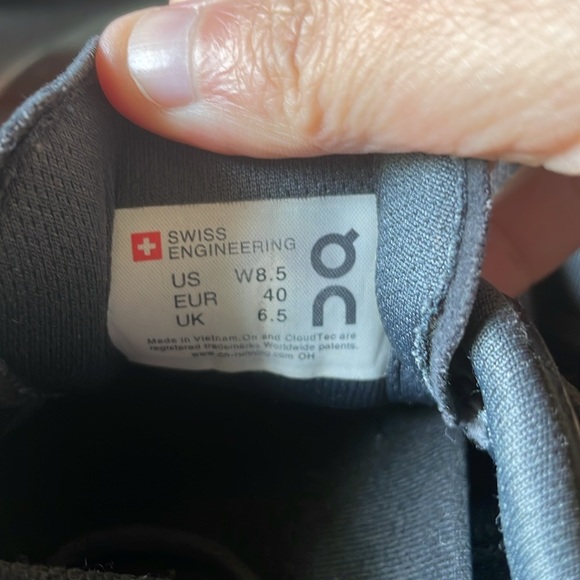 SWISS
ENGINEERING
US W8.5
EUR 40
UK 6.5
On
Made in Vietnam. On and CloudTec are
registered trademarks Worldwide patents.
www.on-running.com OH